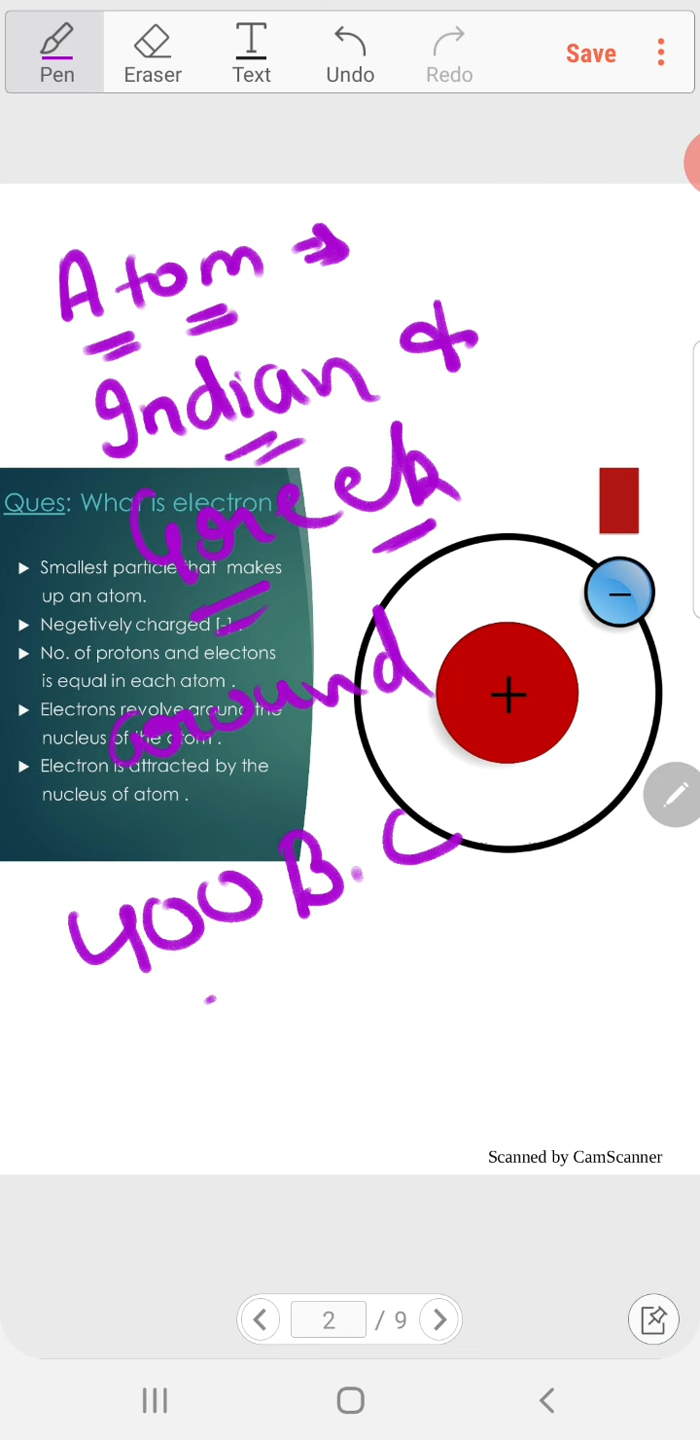 Pen
Eraser
Text
Undo
Redo
Save
Atom ⇒
Indian &
Greek
around
400 B.C
Ques: What is electron
▶ Smallest particle that makes
up an atom.
▶ Negetively charged [-] .
▶ No. of protons and electons
is equal in each atom .
▶ Electrons revolve around the
nucleus of the atom .
▶ Electron is attracted by the
nucleus of atom .
−
+
Scanned by CamScanner
2 / 9